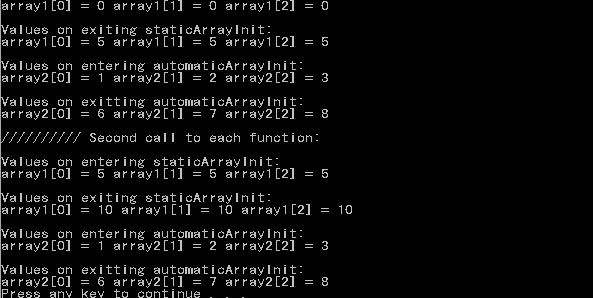 array1[0] = 0 array1[1] = 0 array1[2] = 0
Values on exiting staticArrayInit:
array1[0] = 5 array1[1] = 5 array1[2] = 5
Values on entering automaticArrayInit:
array2[0] = 1 array2[1] = 2 array2[2] = 3
Values on exitting automaticArrayInit:
array2[0] = 6 array2[1] = 7 array2[2] = 8
////////// Second call to each function:
Values on entering staticArrayInit:
array1[0] = 5 array1[1] = 5 array1[2] = 5
Values on exiting staticArrayInit:
array1[0] = 10 array1[1] = 10 array1[2] = 10
Values on entering automaticArrayInit:
array2[0] = 1 array2[1] = 2 array2[2] = 3
Values on exitting automaticArrayInit:
array2[0] = 6 array2[1] = 7 array2[2] = 8
Press any key to continue . . .